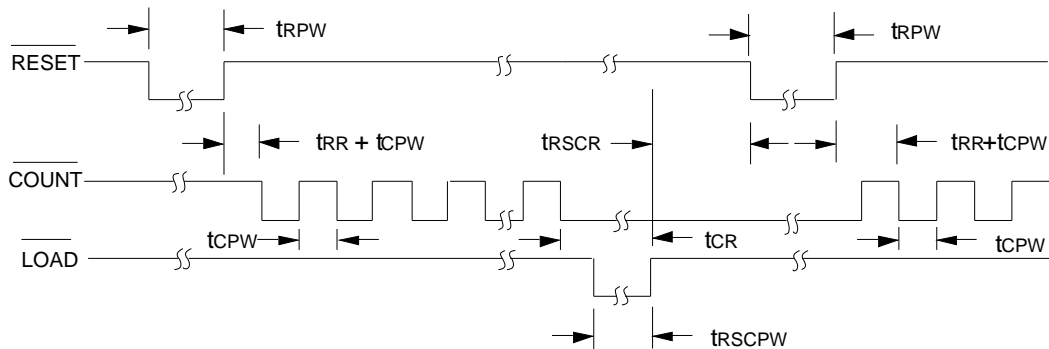 tRPW
tRPW
RESET
tRR + tCPW
tRSCR
tRR+tCPW
COUNT
tCPW
tCR
tCPW
LOAD
tRSCPW